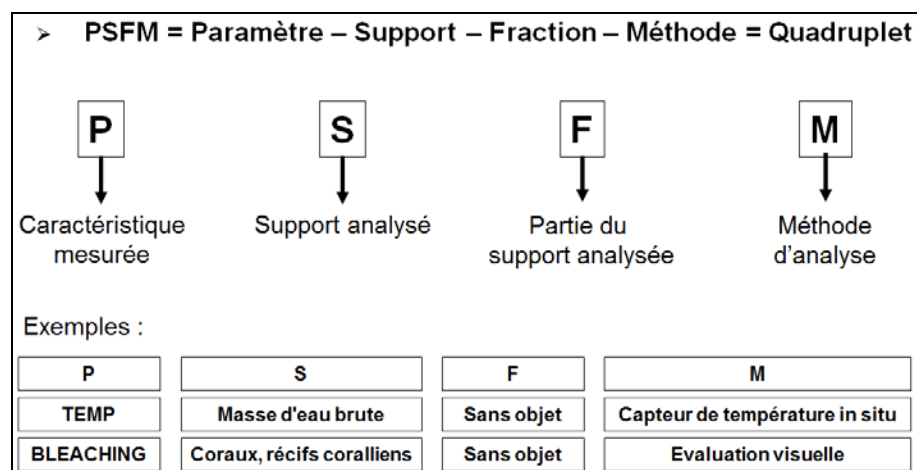 ➢ PSFM = Paramètre – Support – Fraction – Méthode = Quadruplet
P S F M
Caractéristique mesurée
Support analysé
Partie du support analysée
Méthode d'analyse
Exemples :
P S F M
TEMP Masse d'eau brute Sans objet Capteur de température in situ
BLEACHING Coraux, récifs coralliens Sans objet Evaluation visuelle